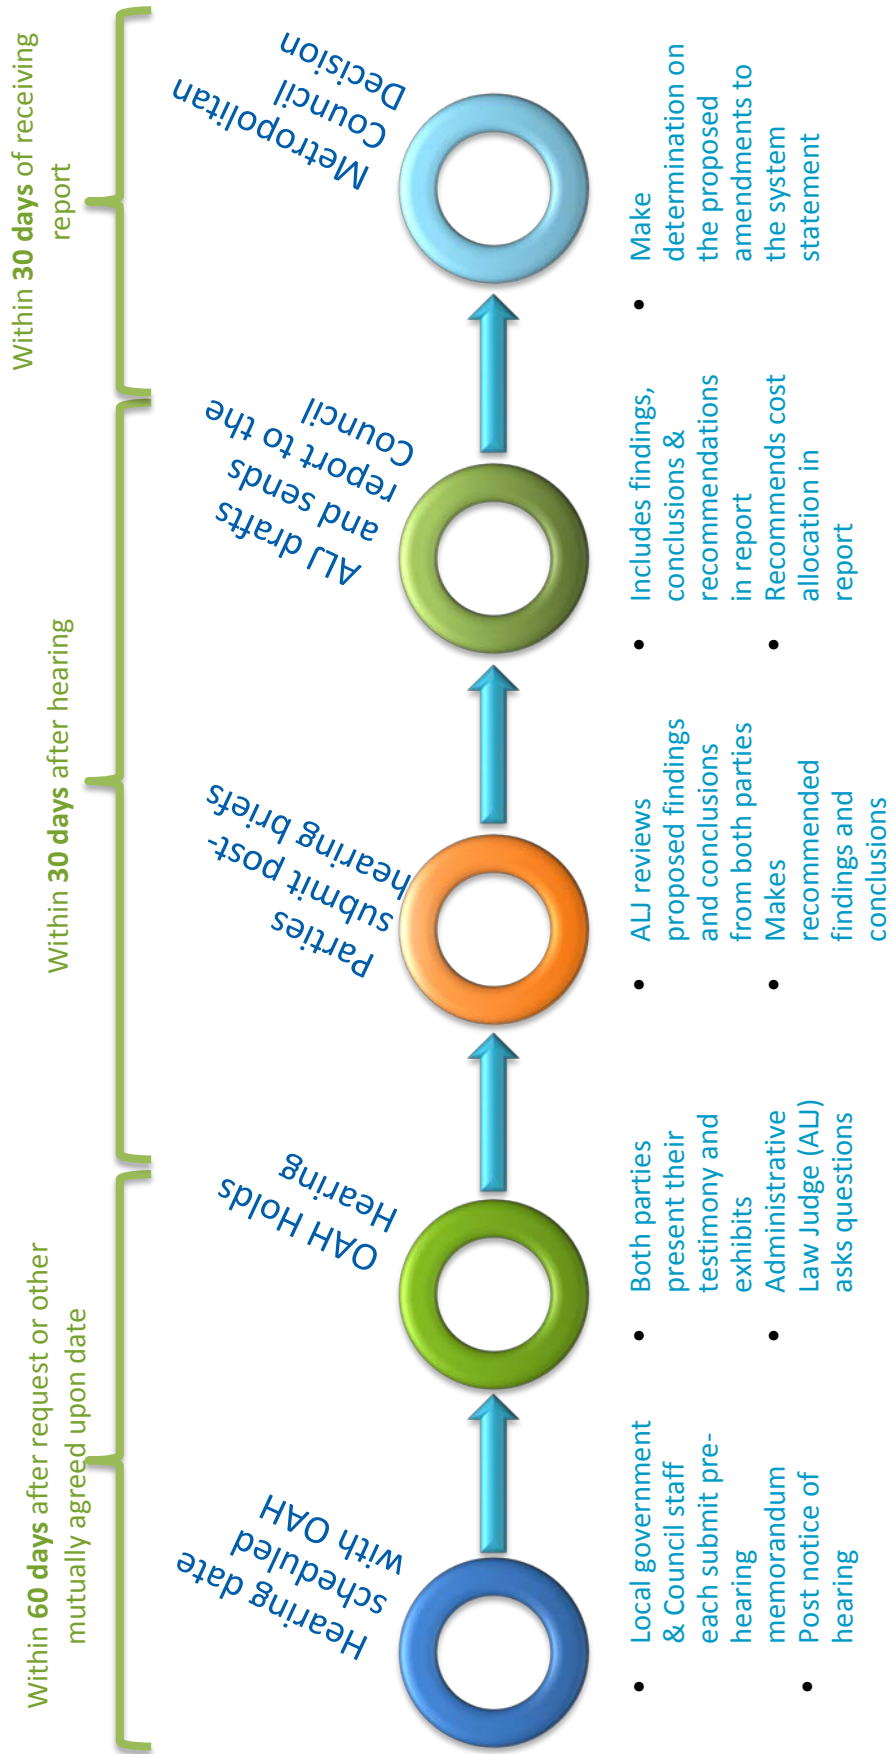 Within 60 days after request or other
mutually agreed upon date
Within 30 days after hearing
Within 30 days of receiving
report
Hearing date
scheduled
with OAH
OAH Holds
Hearing
Parties
submit post-
hearing briefs
ALJ drafts
and sends
report to the
Council
Metropolitan
Council
Decision
• Local government
& Council staff
each submit pre-
hearing
memorandum
• Post notice of
hearing
• Both parties
present their
testimony and
exhibits
• Administrative
Law Judge (ALJ)
asks questions
• ALJ reviews
proposed findings
and conclusions
from both parties
• Makes
recommended
findings and
conclusions
• Includes findings,
conclusions &
recommendations
in report
• Recommends cost
allocation in
report
• Make
determination on
the proposed
amendments to
the system
statement